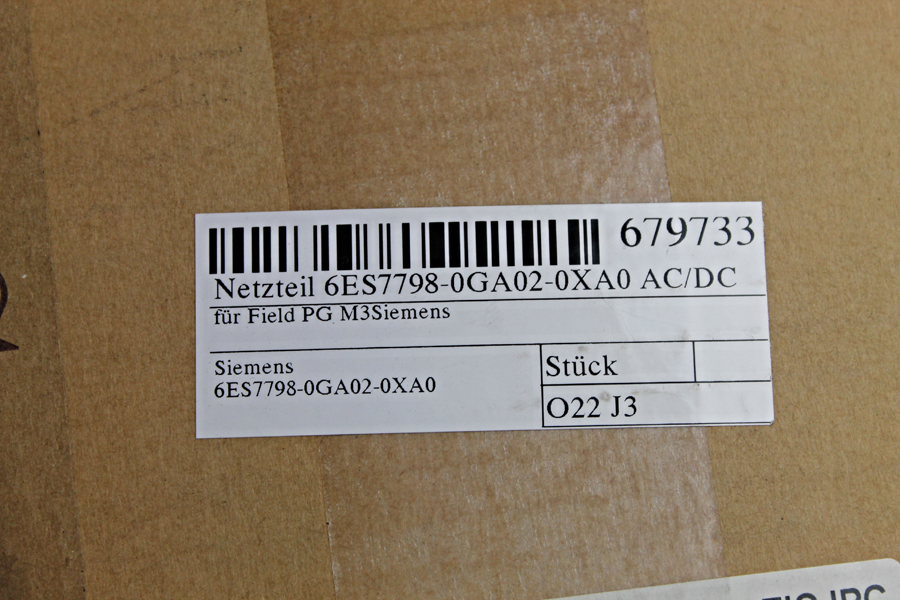 679733
Netzteil 6ES7798-0GA02-0XA0 AC/DC
für Field PG M3Siemens
Siemens
6ES7798-0GA02-0XA0
Stück
O22 J3